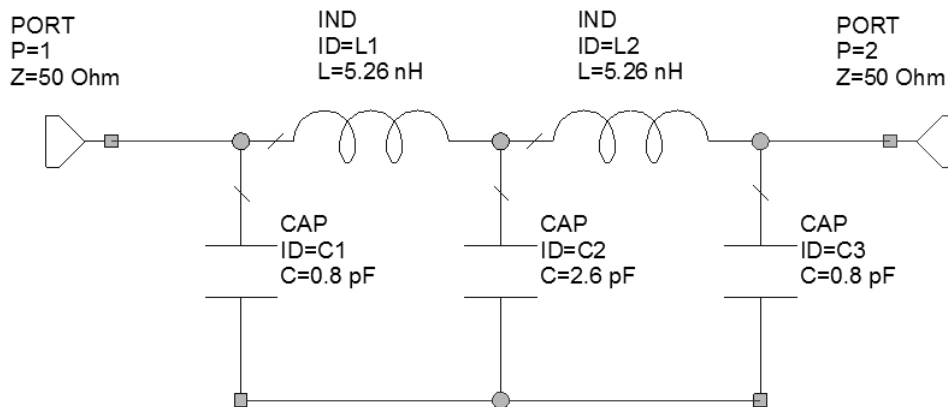 PORT
P=1
Z=50 Ohm
IND
ID=L1
L=5.26 nH
IND
ID=L2
L=5.26 nH
PORT
P=2
Z=50 Ohm
CAP
ID=C1
C=0.8 pF
CAP
ID=C2
C=2.6 pF
CAP
ID=C3
C=0.8 pF